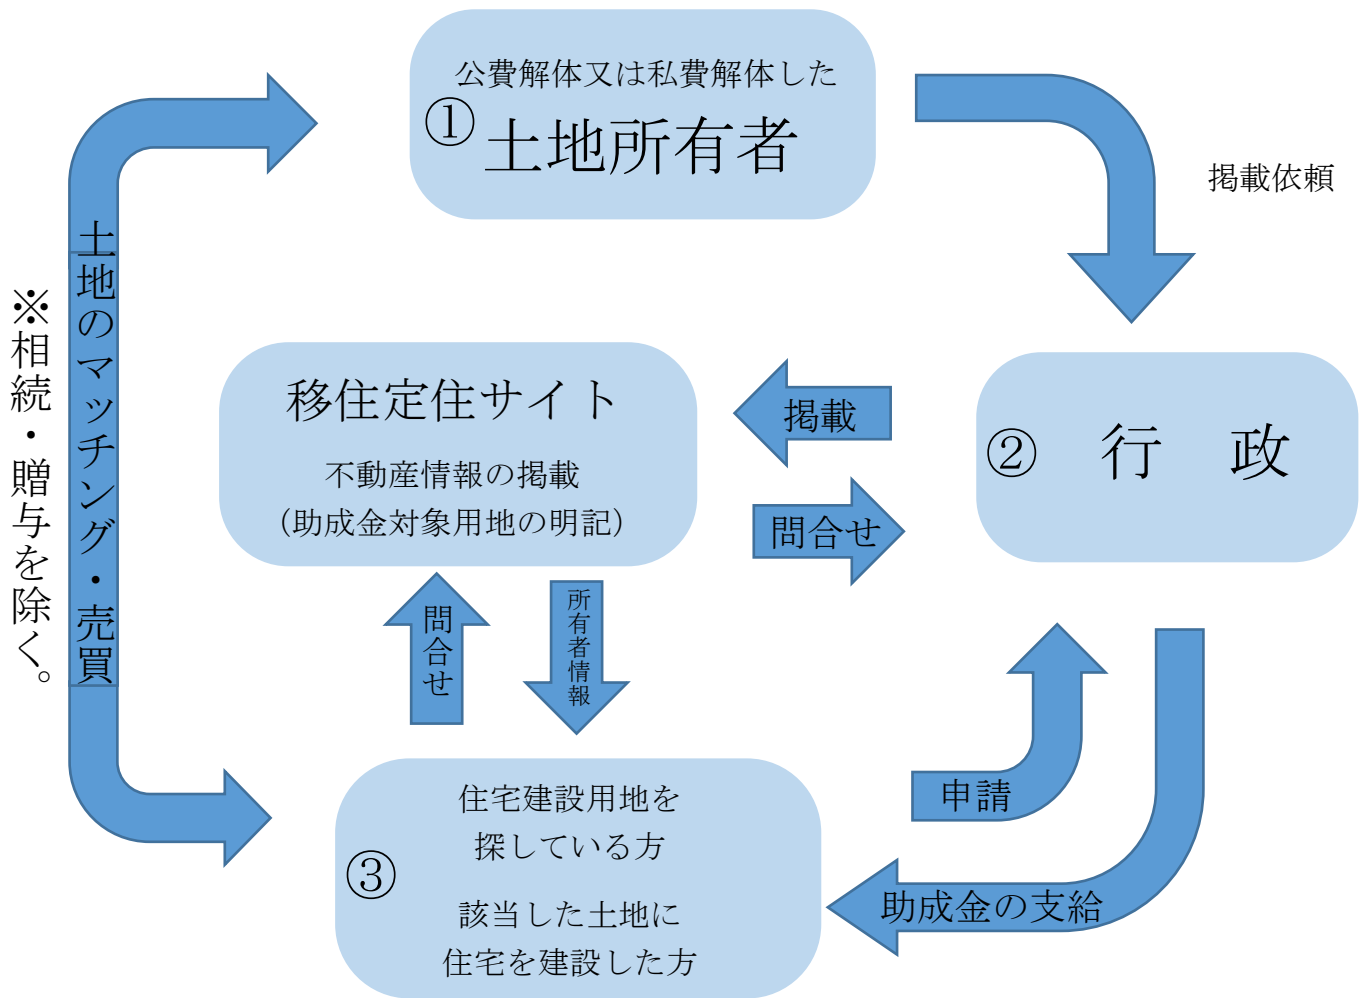 公費解体又は私費解体した
①土地所有者
掲載依頼
土地のマッチング・売買
※相続・贈与を除く。
移住定住サイト
不動産情報の掲載
(助成金対象用地の明記)
掲載
問合せ
② 行 政
問合せ
所有者情報
③
住宅建設用地を
探している方
該当した土地に
住宅を建設した方
申請
助成金の支給